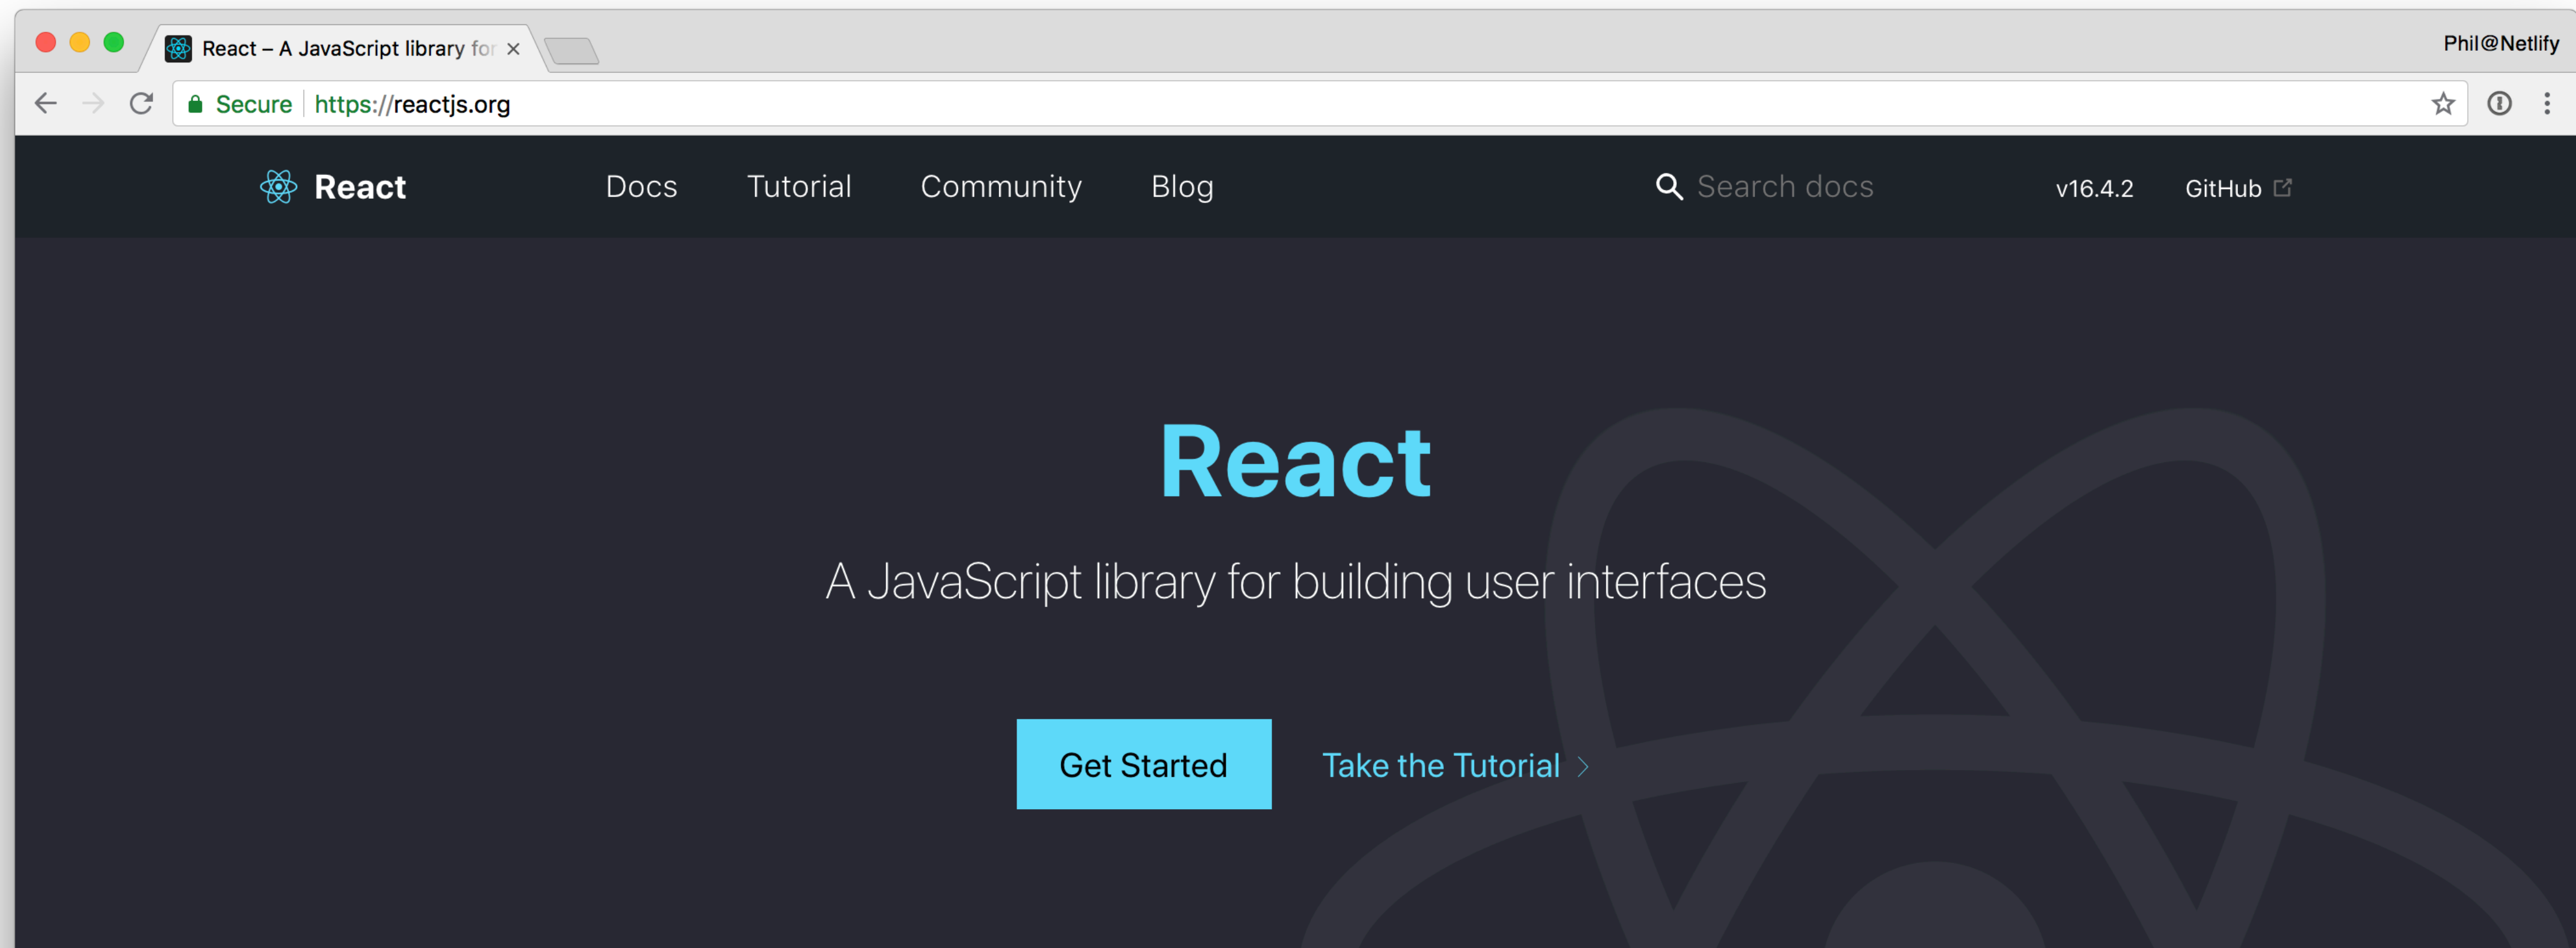 React – A JavaScript library for
Phil@Netlify
Secure https://reactjs.org
React Docs Tutorial Community Blog Search docs v16.4.2 GitHub
React
A JavaScript library for building user interfaces
Get Started Take the Tutorial